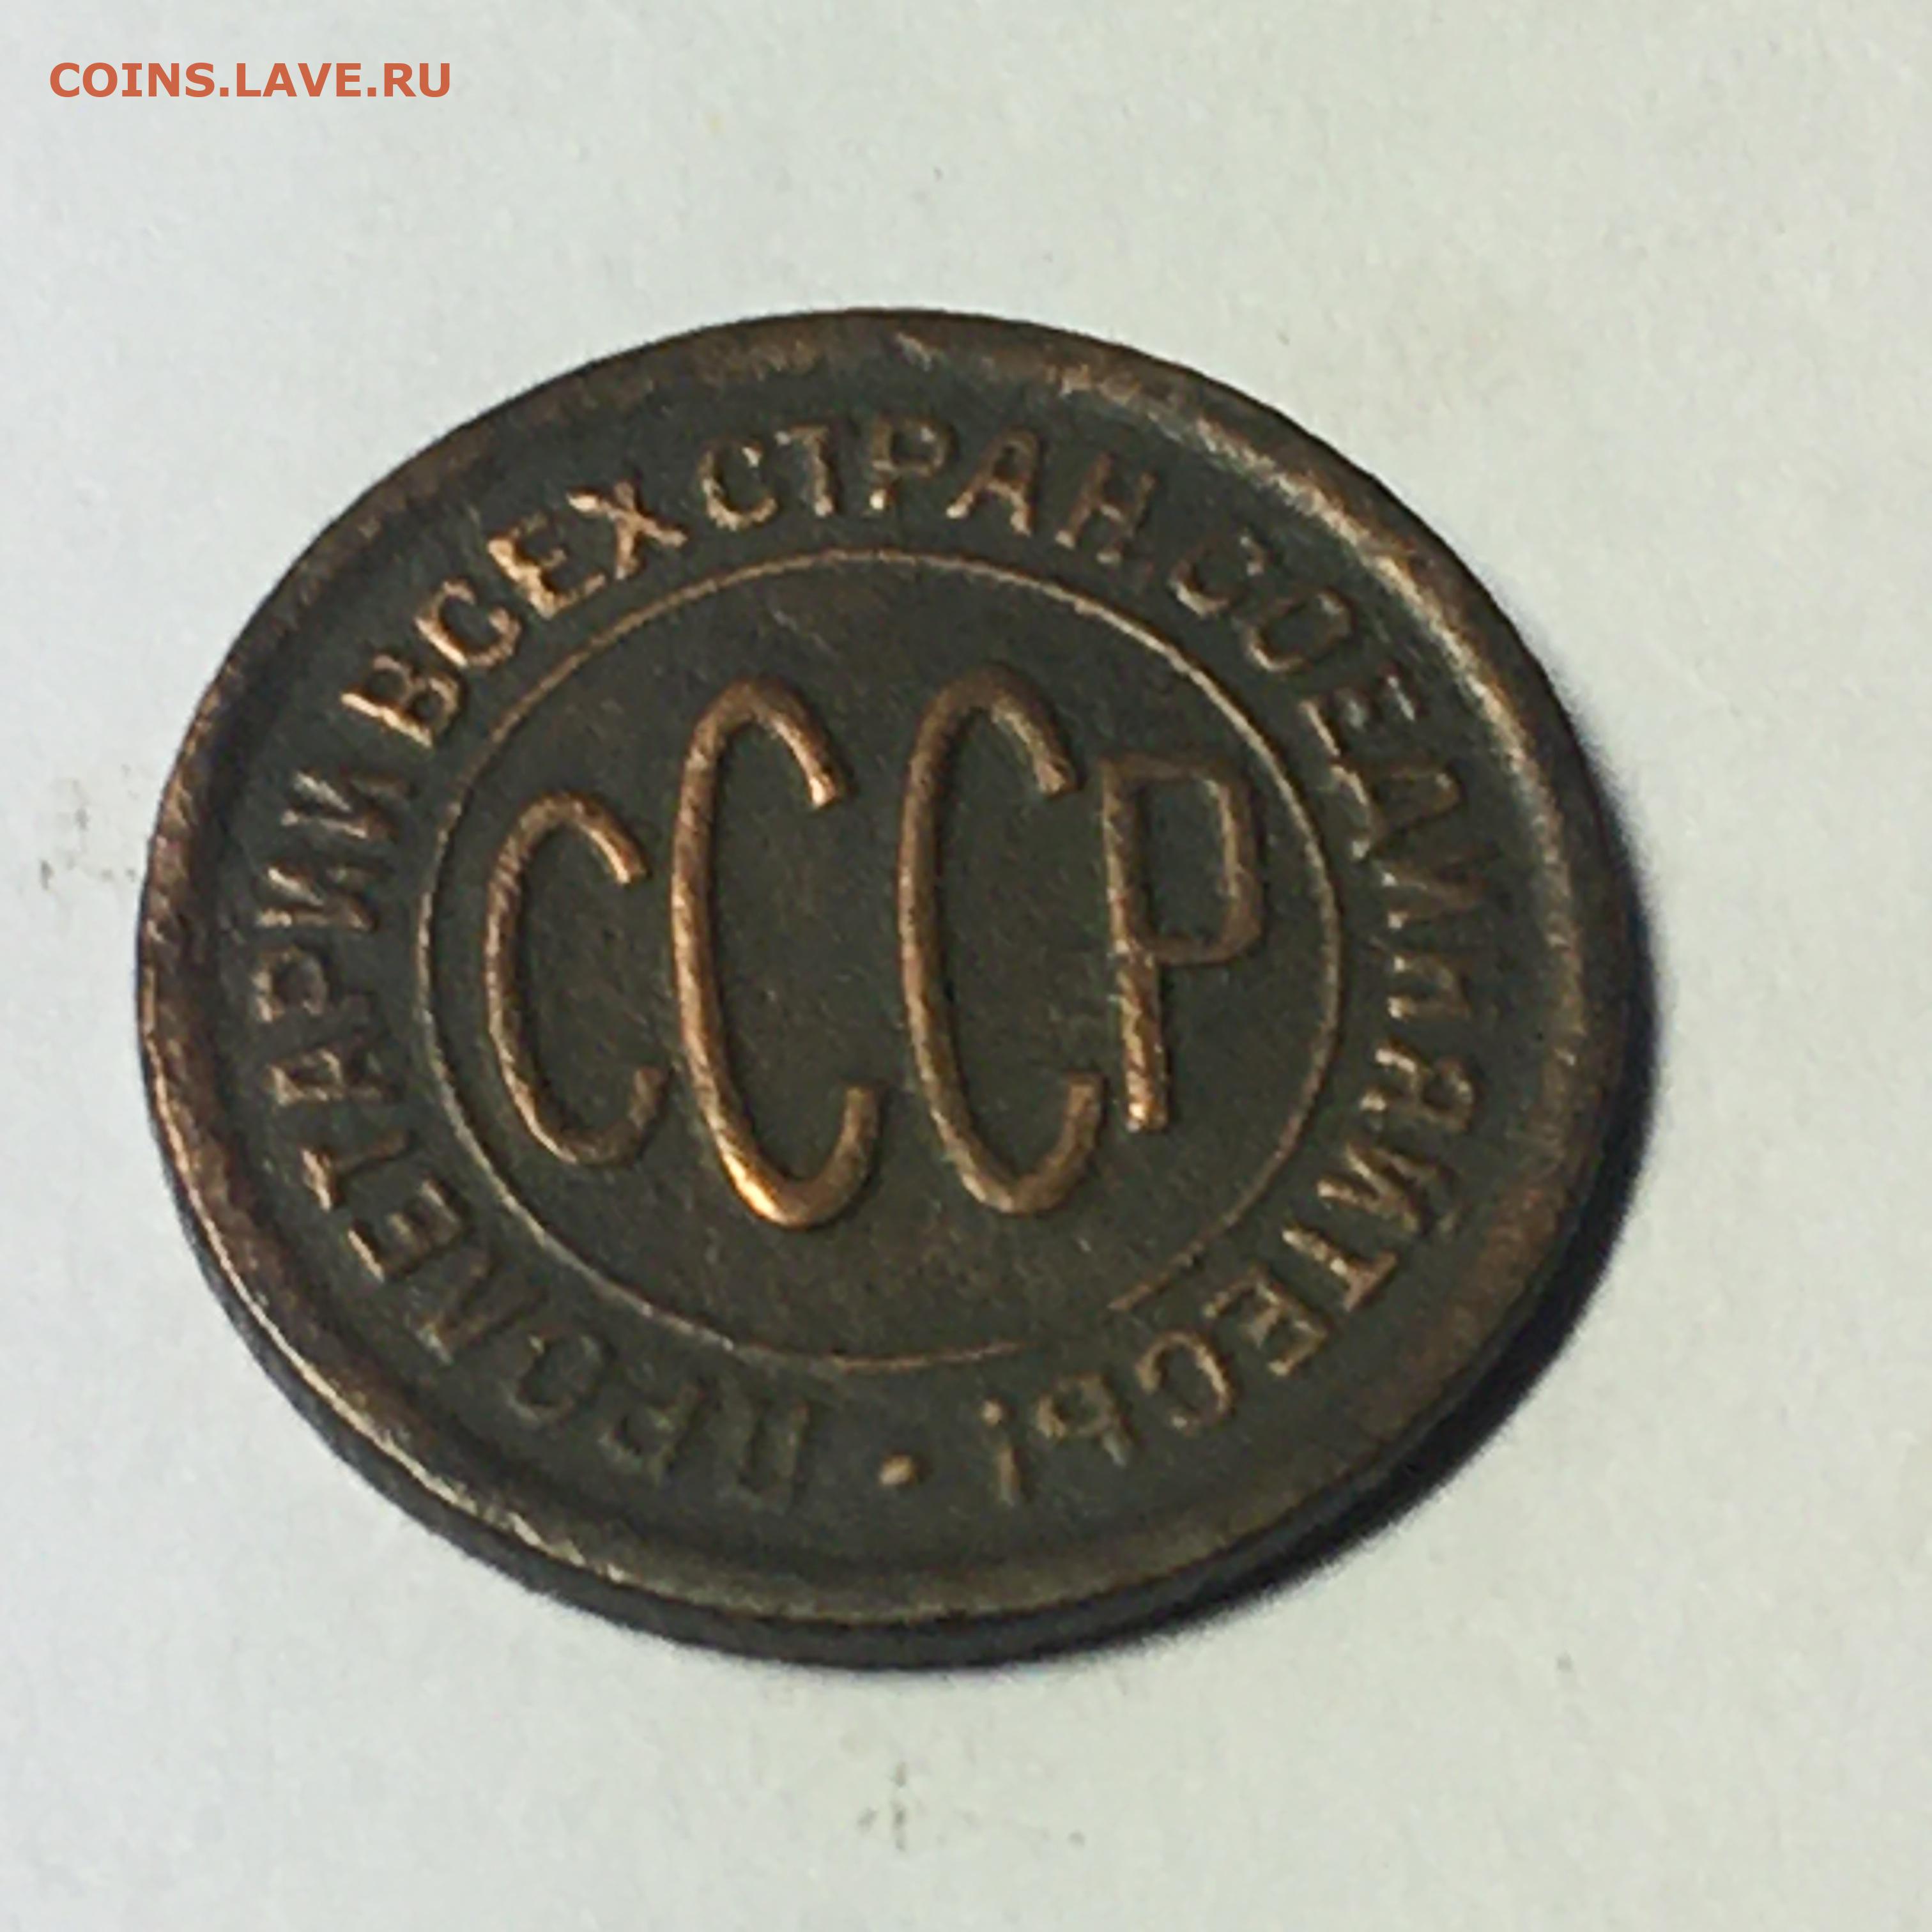 COINS.LAVE.RU
ПРОЛЕТАРИИ ВСЕХ СТРАН, СОЕДИНЯЙТЕСЬ!
СССР